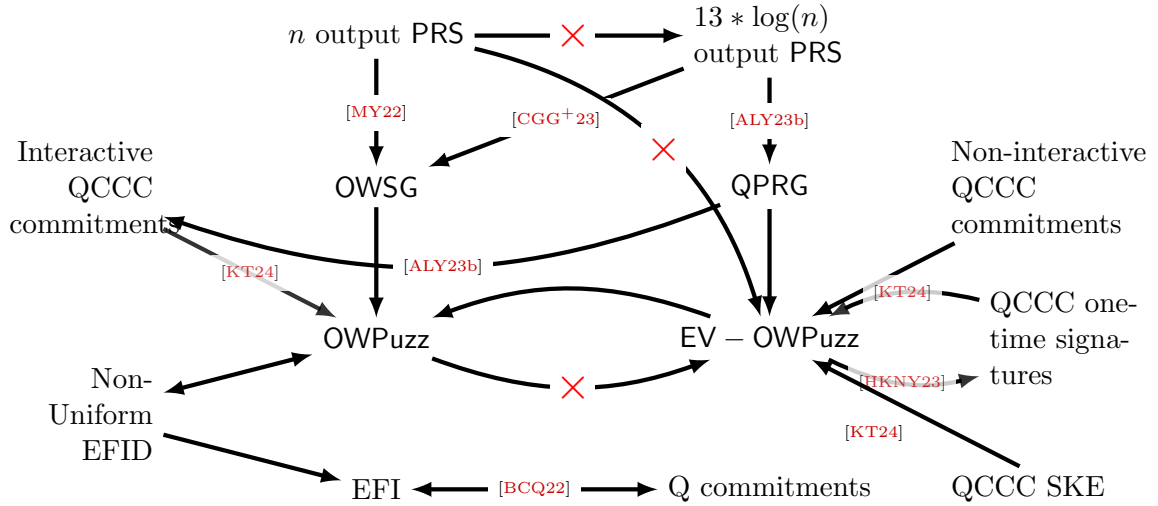 n output PRS
13 ∗ log(n)
output PRS
[MY22]
[CGG+23]
[ALY23b]
Interactive
QCCC
commitments
OWSG
QPRG
Non-interactive
QCCC
commitments
[KT24]
[ALY23b]
[KT24]
QCCC one-
time signa-
tures
OWPuzz
EV − OWPuzz
[HKNY23]
Non-
Uniform
EFID
[KT24]
EFI
[BCQ22]
Q commitments
QCCC SKE